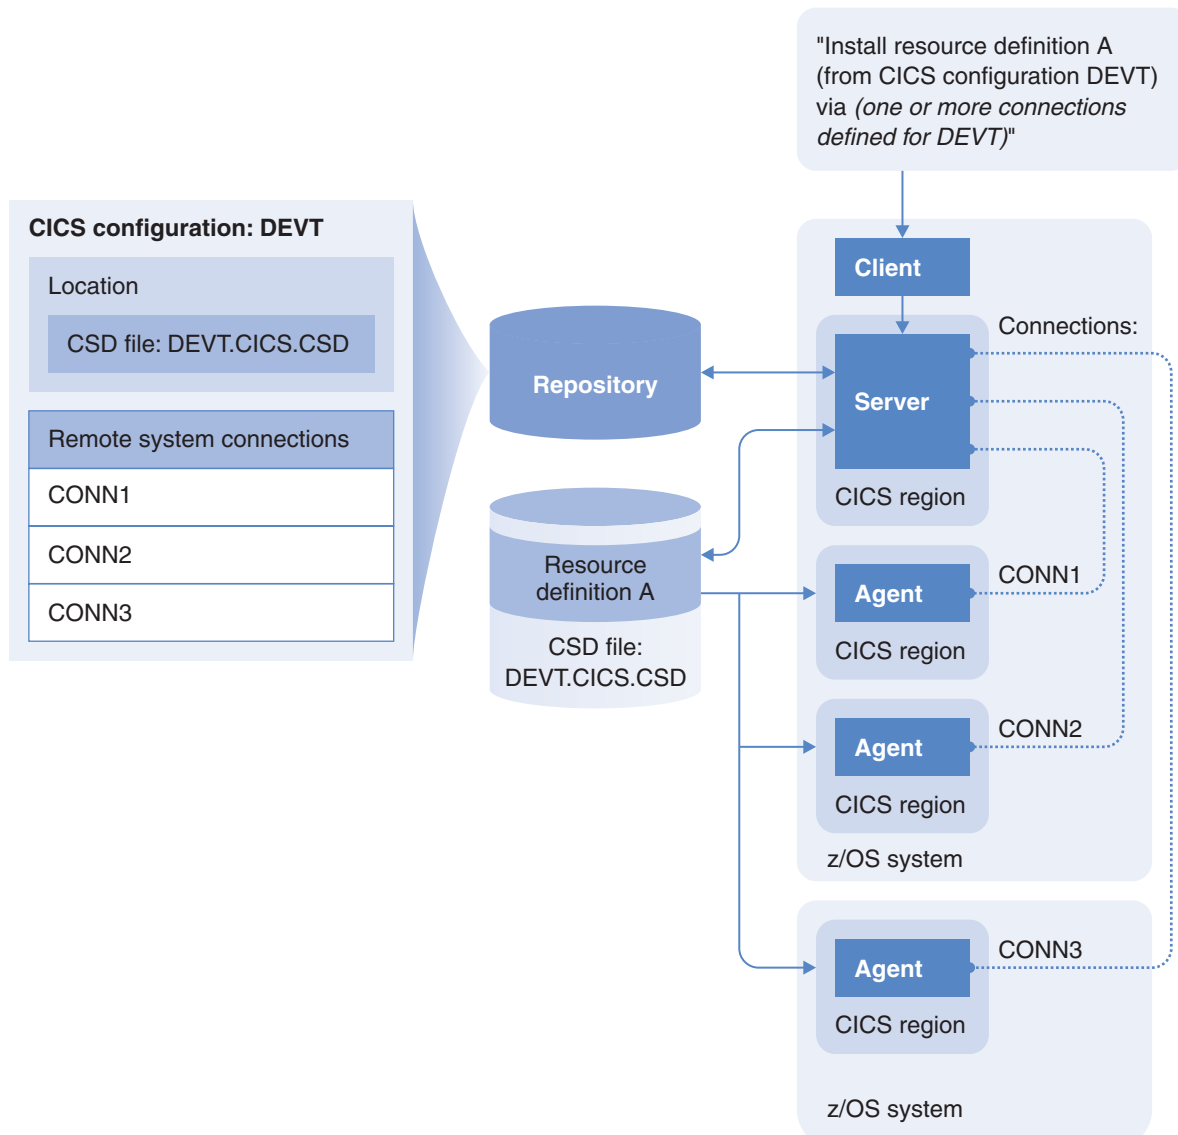 "Install resource definition A
(from CICS configuration DEVT)
via (one or more connections
defined for DEVT)"
CICS configuration: DEVT
Location
CSD file: DEVT.CICS.CSD
Remote system connections
CONN1
CONN2
CONN3
Repository
Resource
definition A
CSD file:
DEVT.CICS.CSD
Client
Connections:
Server
CICS region
Agent
CONN1
CICS region
Agent
CONN2
CICS region
z/OS system
Agent
CONN3
CICS region
z/OS system